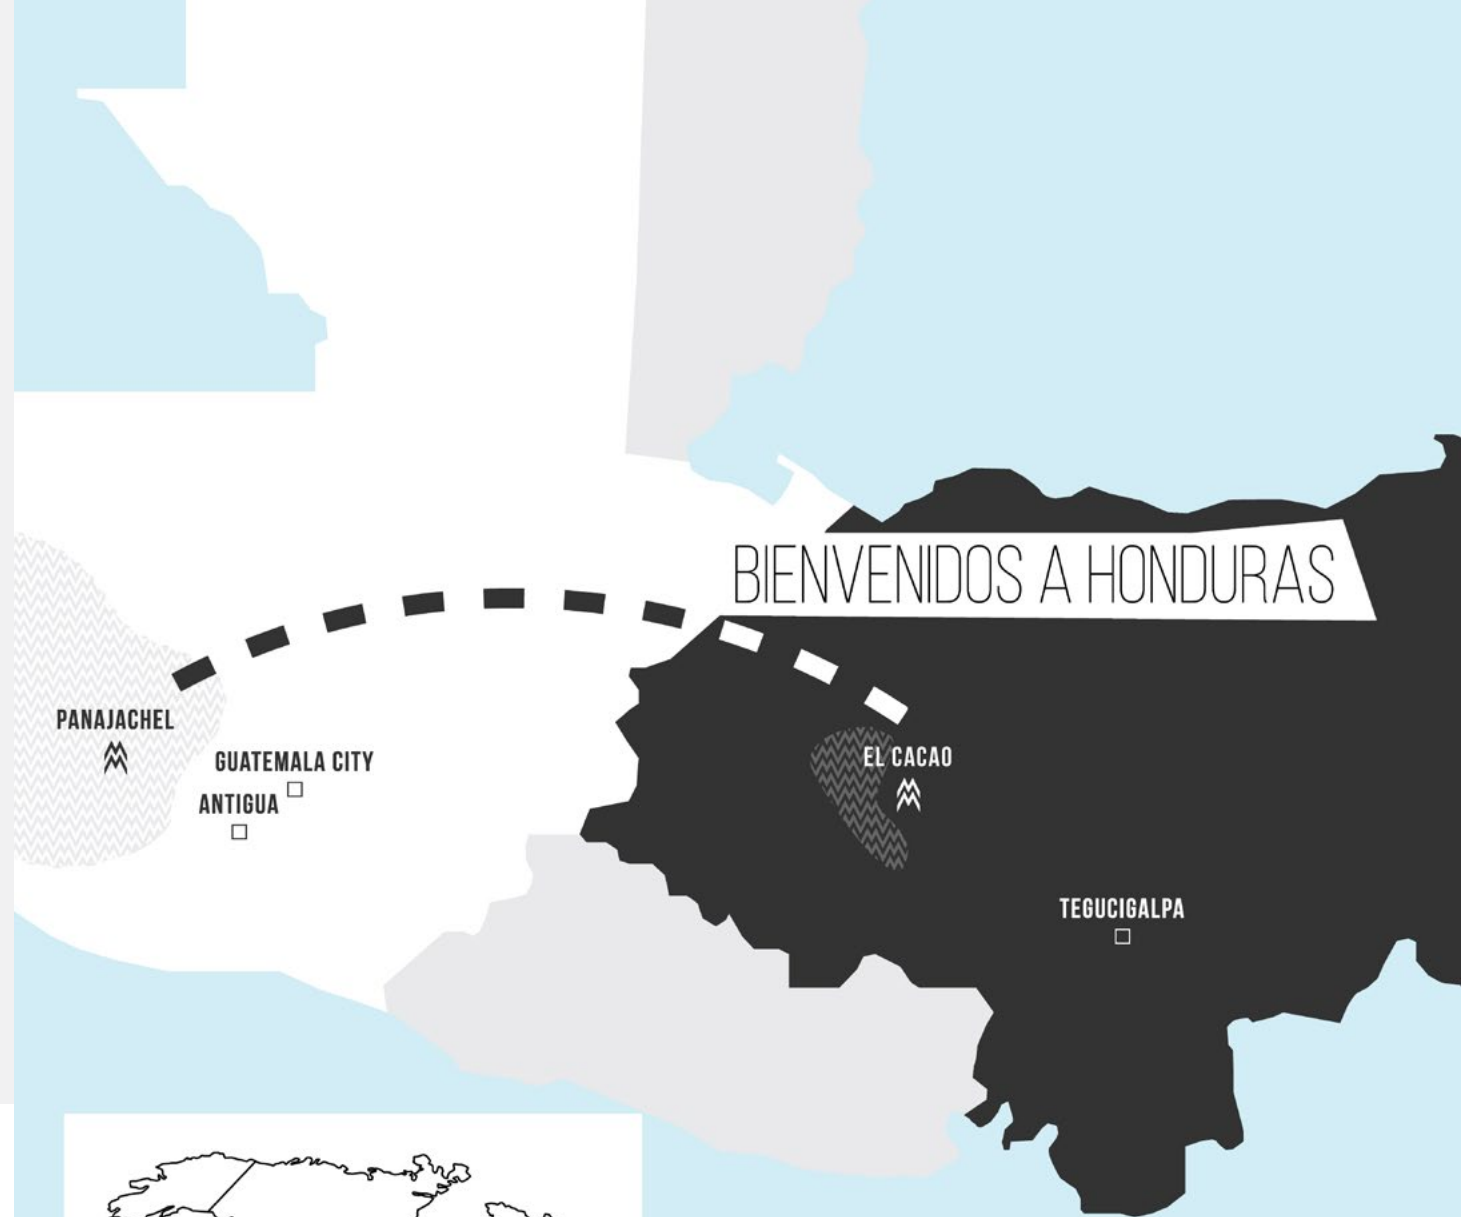 BIENVENIDOS A HONDURAS
PANAJACHEL
GUATEMALA CITY
ANTIGUA
EL CACAO
TEGUCIGALPA